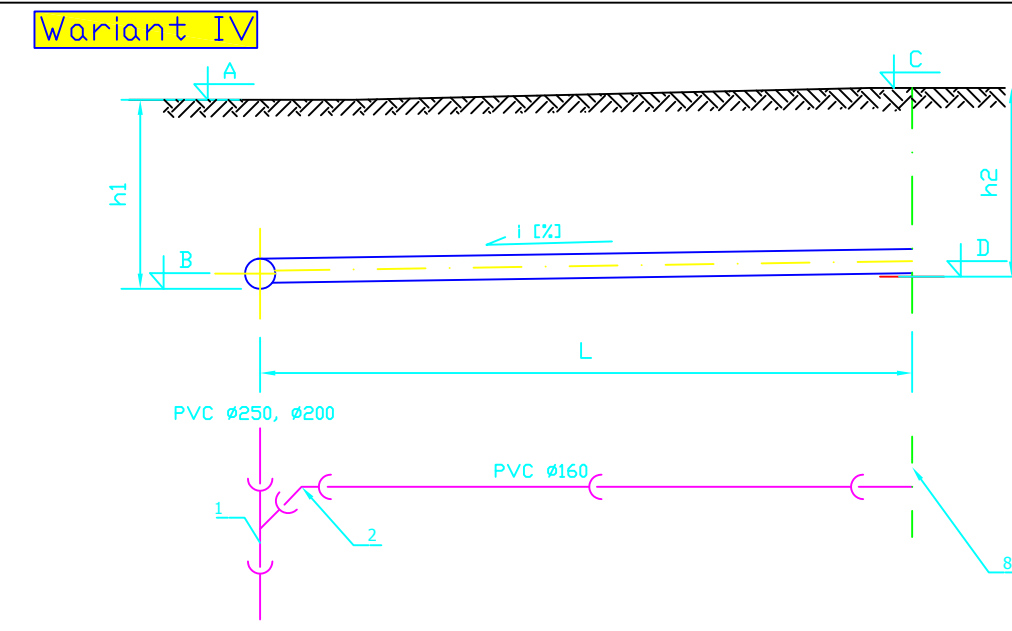 Wariant IV
A
C
h1
h2
i [%]
B
D
L
PVC ø250, ø200
PVC ø160
1
2
8